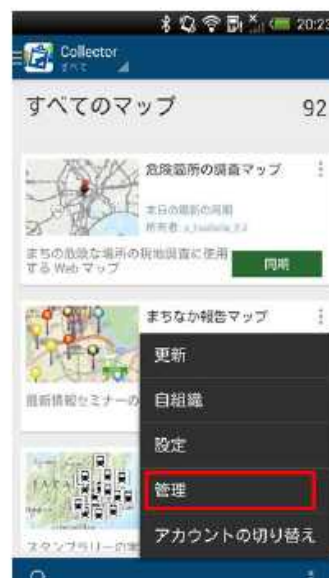 20:23
Collector
すべて
すべてのマップ 92
危険箇所の調査マップ
本日の最新の同期
まちの危険な場所の現地調査に使用
する Web マップ
同期
まちなか報告マップ
最新情報セミナーの
更新
自組織
設定
管理
アカウントの切り替え
スタンプラリーの実